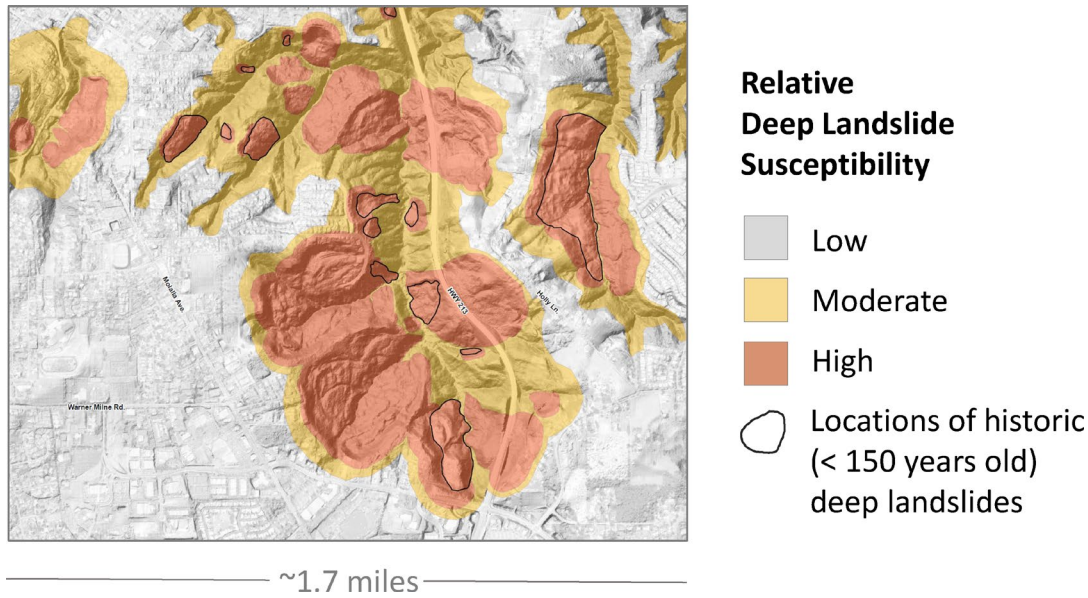 Relative
Deep Landslide
Susceptibility
Low
Moderate
High
Locations of historic
(< 150 years old)
deep landslides
Molalla Ave.
HWY 213
Holly Ln.
Warner Milne Rd.
~1.7 miles